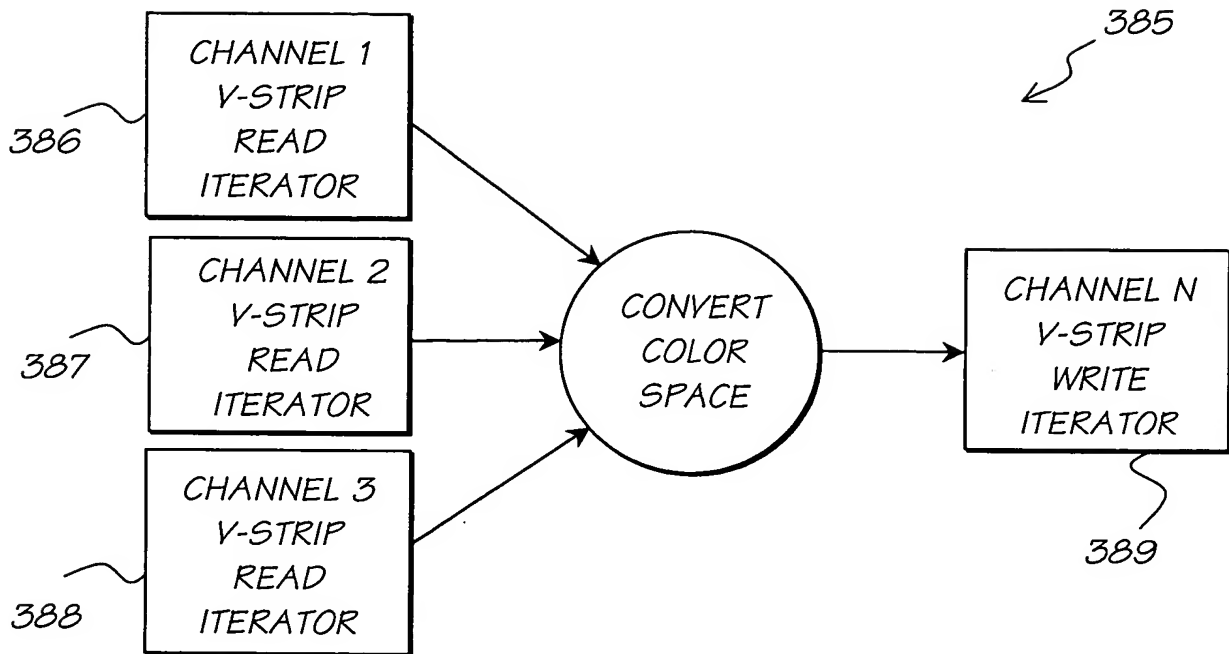 385
CHANNEL 1
V-STRIP
READ
ITERATOR
386
CHANNEL 2
V-STRIP
READ
ITERATOR
387
CHANNEL 3
V-STRIP
READ
ITERATOR
388
CONVERT
COLOR
SPACE
CHANNEL N
V-STRIP
WRITE
ITERATOR
389